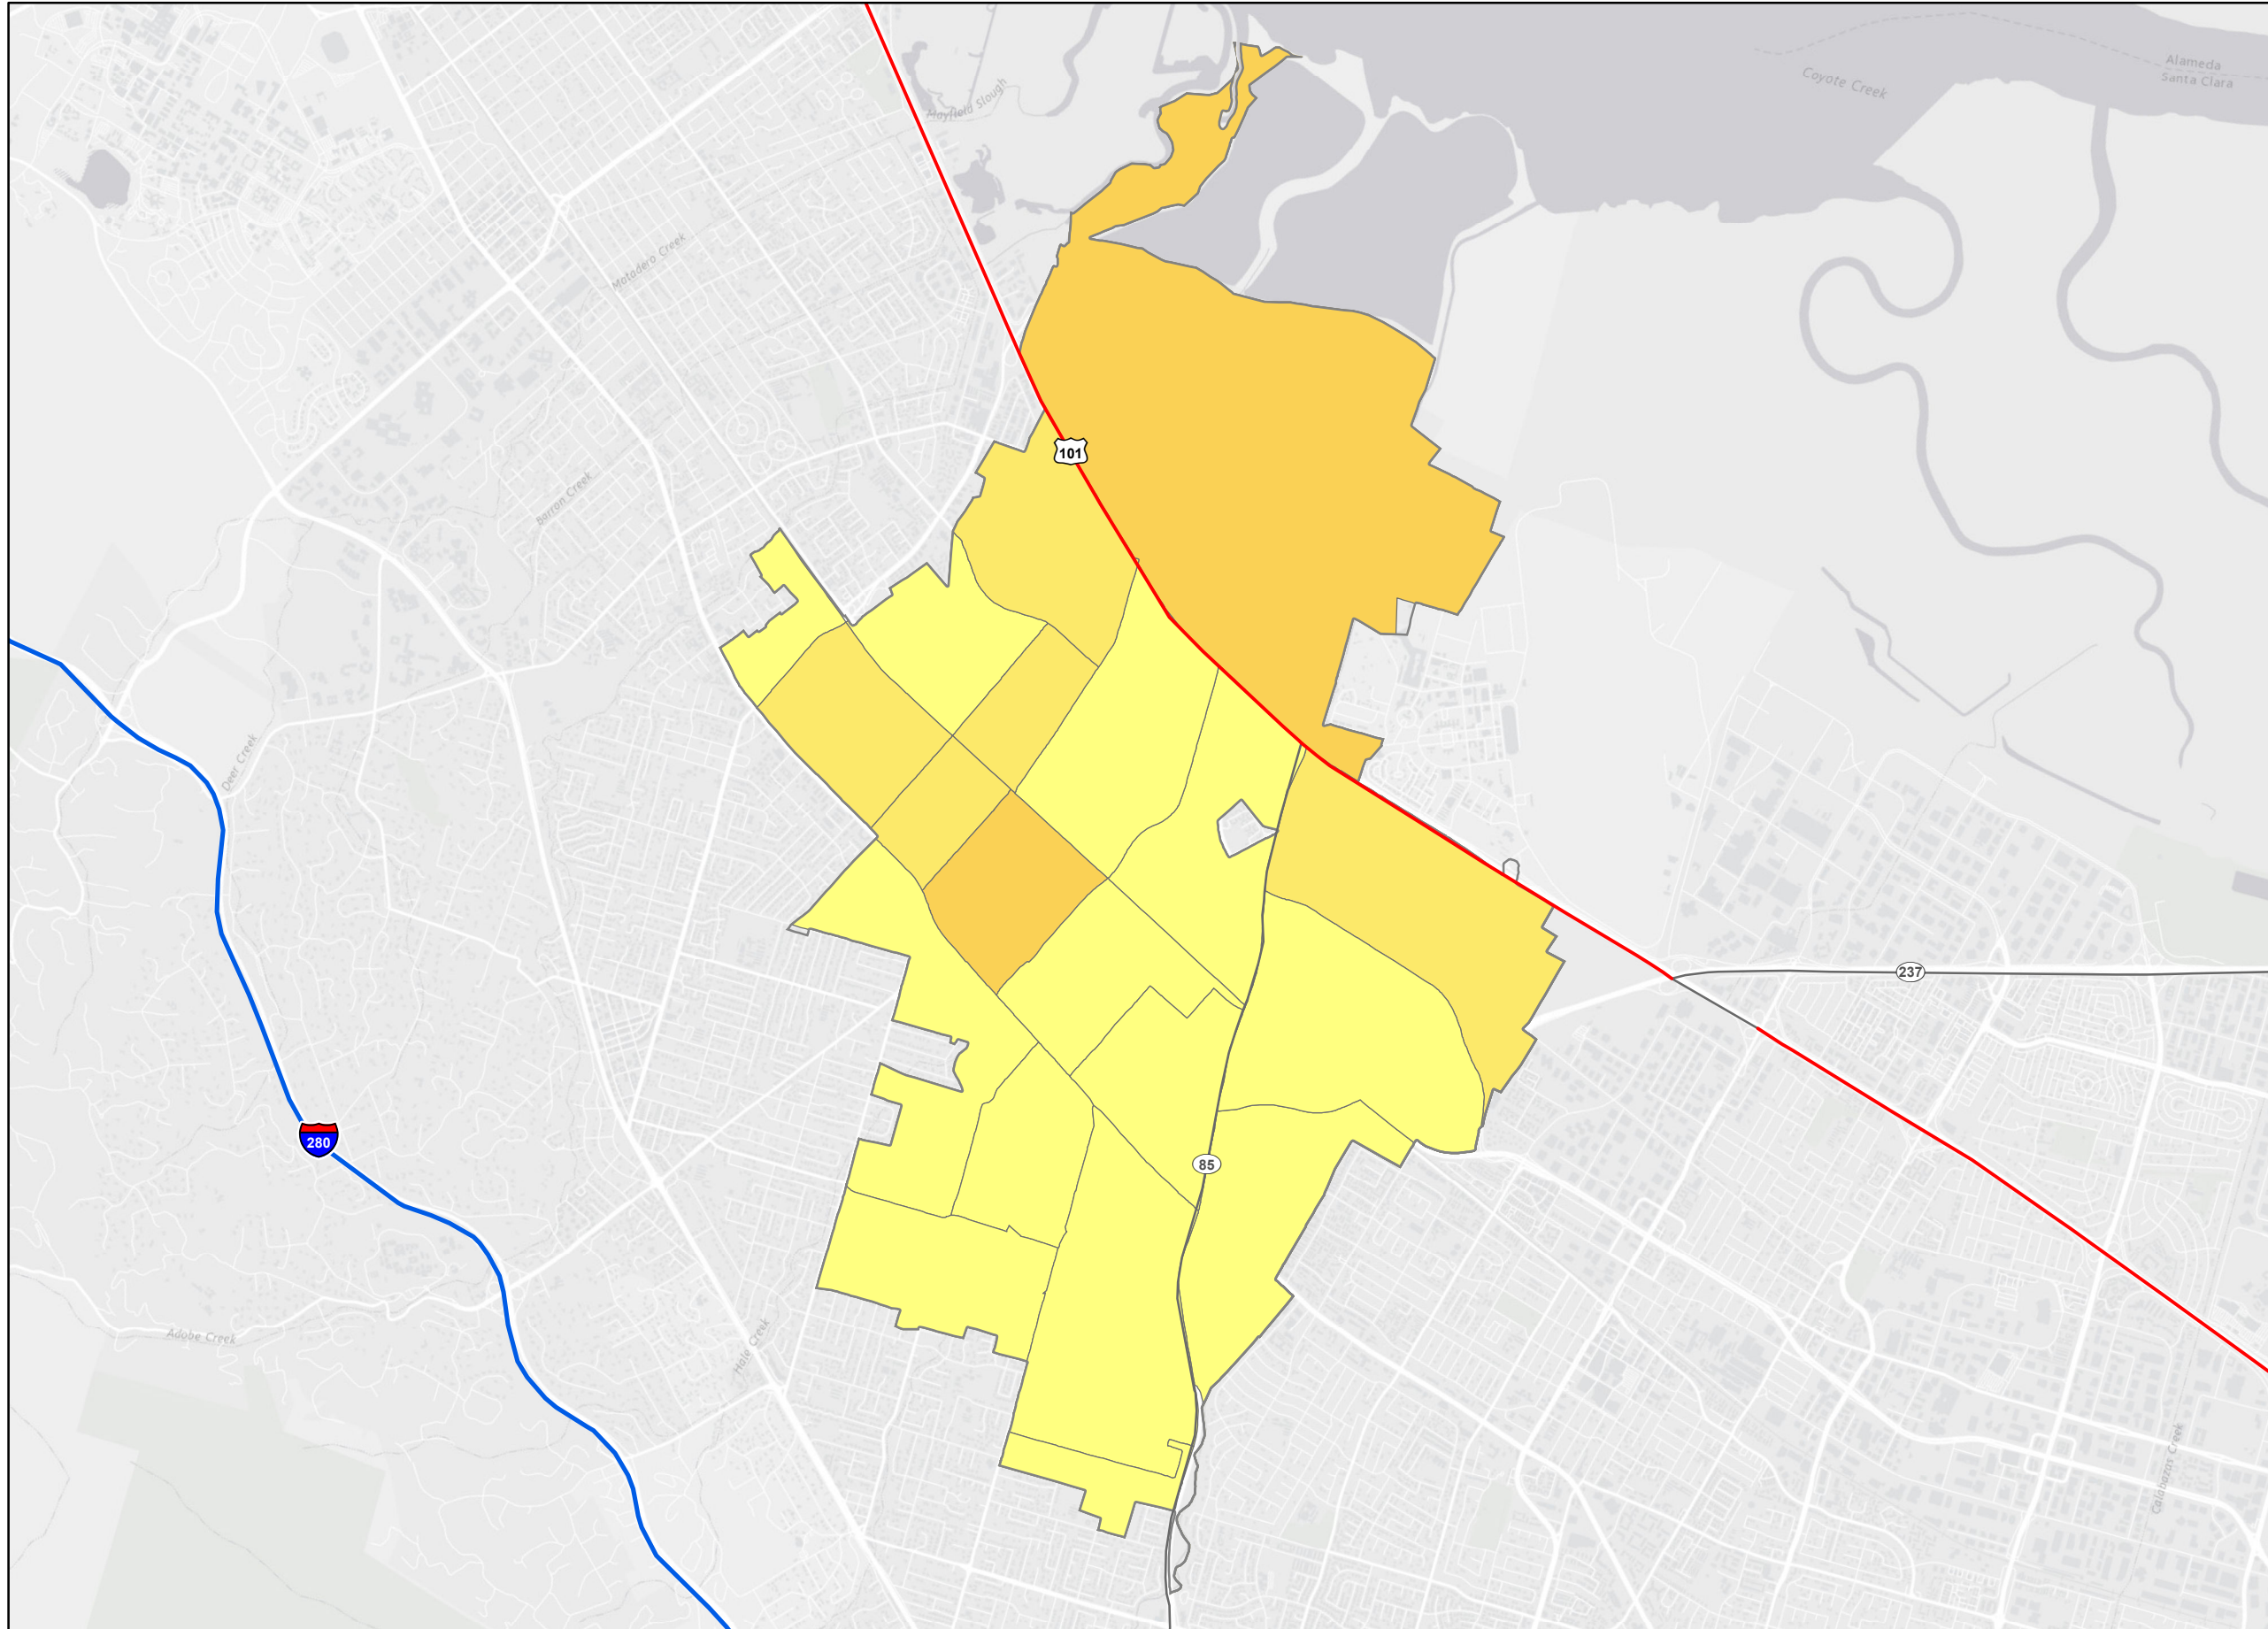 Alameda
Santa Clara
Coyote Creek
Mayfield Slough
Matadero Creek
101
Barron Creek
Deer Creek
237
280
85
Adobe Creek
Hale Creek
Calabazas Creek